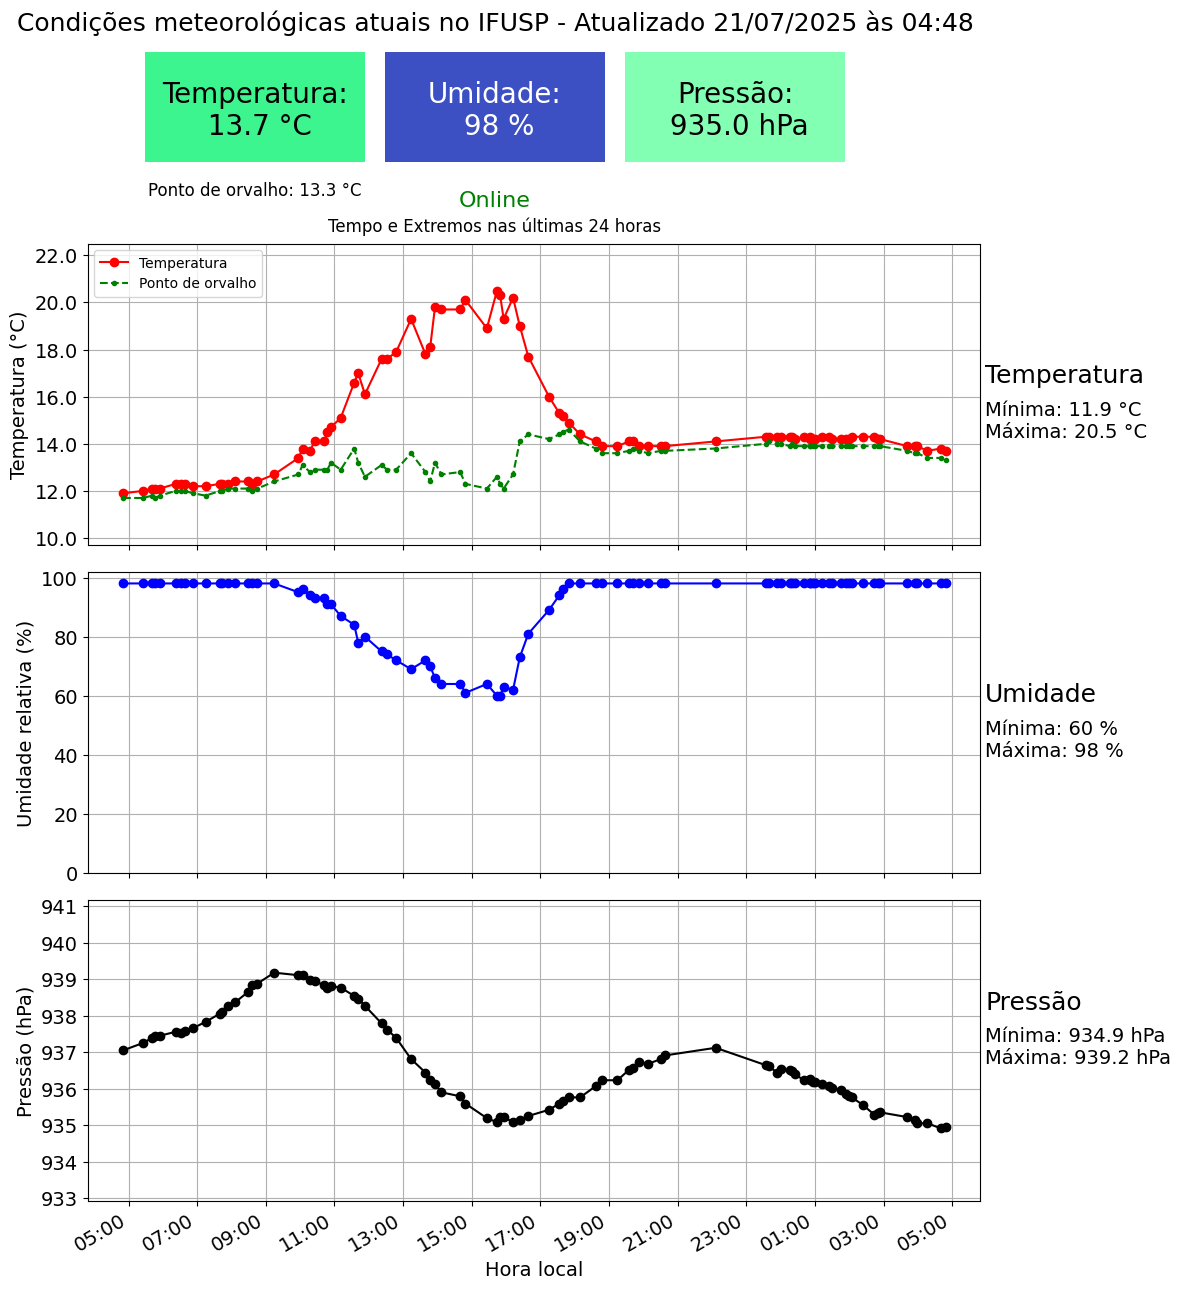 Condições meteorológicas atuais no IFUSP - Atualizado 21/07/2025 às 04:48
Temperatura:
13.7 °C
Umidade:
98 %
Pressão:
935.0 hPa
Ponto de orvalho: 13.3 °C
Online
Tempo e Extremos nas últimas 24 horas
Temperatura (°C)
22.0
20.0
18.0
16.0
14.0
12.0
10.0
Temperatura
Ponto de orvalho
Temperatura
Mínima: 11.9 °C
Máxima: 20.5 °C
Umidade relativa (%)
100
80
60
40
20
0
Umidade
Mínima: 60 %
Máxima: 98 %
Pressão (hPa)
941
940
939
938
937
936
935
934
933
Pressão
Mínima: 934.9 hPa
Máxima: 939.2 hPa
05:00 07:00 09:00 11:00 13:00 15:00 17:00 19:00 21:00 23:00 01:00 03:00 05:00
Hora local